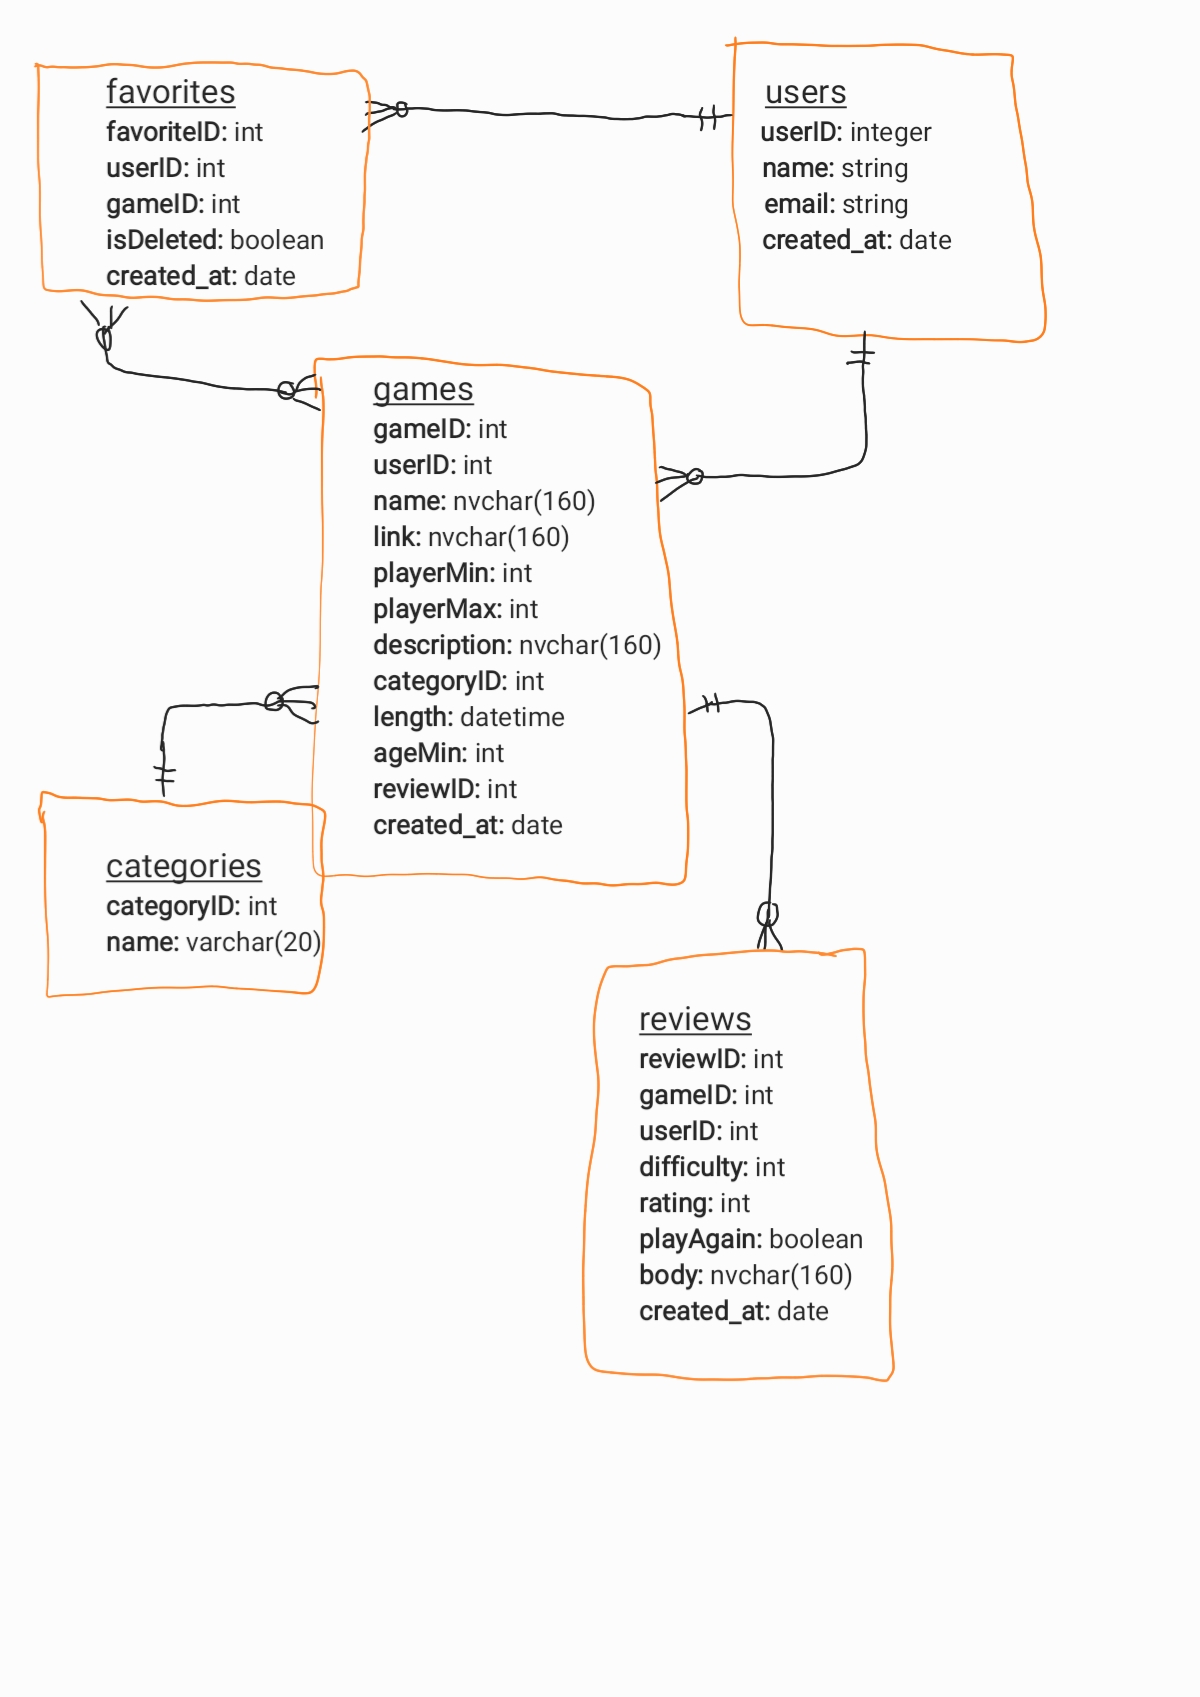 favorites
favoriteID: int
userID: int
gameID: int
isDeleted: boolean
created_at: date
users
userID: integer
name: string
email: string
created_at: date
games
gameID: int
userID: int
name: nvchar(160)
link: nvchar(160)
playerMin: int
playerMax: int
description: nvchar(160)
categoryID: int
length: datetime
ageMin: int
reviewID: int
created_at: date
categories
categoryID: int
name: varchar(20)
reviews
reviewID: int
gameID: int
userID: int
difficulty: int
rating: int
playAgain: boolean
body: nvchar(160)
created_at: date